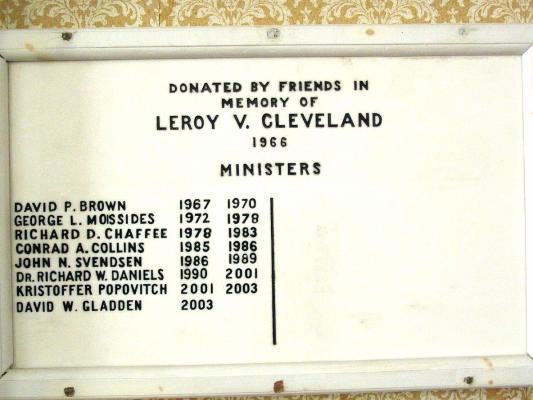 DONATED BY FRIENDS IN
MEMORY OF
LEROY V. CLEVELAND
1966
MINISTERS
DAVID P. BROWN 1967 1970
GEORGE L. MOISSIDES 1972 1978
RICHARD D. CHAFFEE 1978 1983
CONRAD A. COLLINS 1985 1986
JOHN N. SVENDSEN 1986 1989
DR. RICHARD W. DANIELS 1990 2001
KRISTOFFER POPOVITCH 2001 2003
DAVID W. GLADDEN 2003